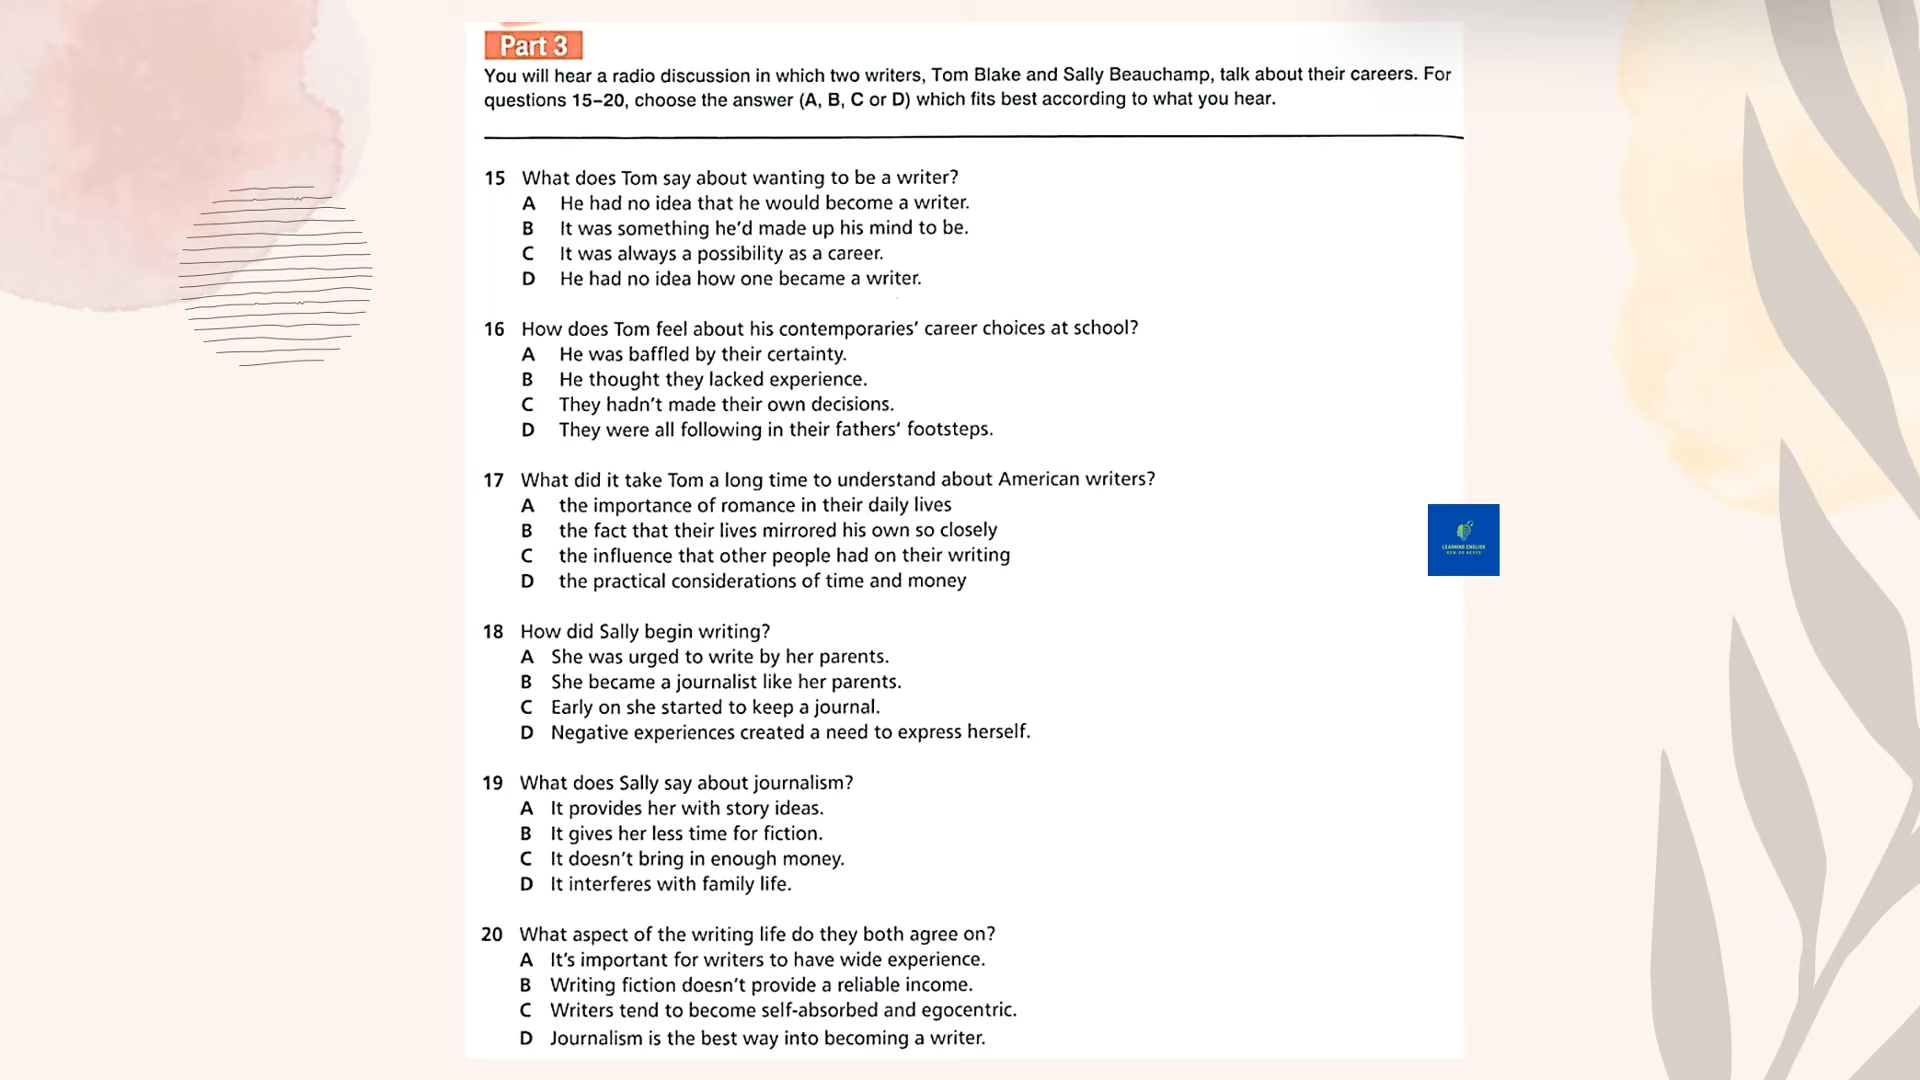 Part 3
You will hear a radio discussion in which two writers, Tom Blake and Sally Beauchamp, talk about their careers. For
questions 15–20, choose the answer (A, B, C or D) which fits best according to what you hear.
15 What does Tom say about wanting to be a writer?
A He had no idea that he would become a writer.
B It was something he'd made up his mind to be.
C It was always a possibility as a career.
D He had no idea how one became a writer.
16 How does Tom feel about his contemporaries' career choices at school?
A He was baffled by their certainty.
B He thought they lacked experience.
C They hadn't made their own decisions.
D They were all following in their fathers' footsteps.
17 What did it take Tom a long time to understand about American writers?
A the importance of romance in their daily lives
B the fact that their lives mirrored his own so closely
C the influence that other people had on their writing
D the practical considerations of time and money
18 How did Sally begin writing?
A She was urged to write by her parents.
B She became a journalist like her parents.
C Early on she started to keep a journal.
D Negative experiences created a need to express herself.
19 What does Sally say about journalism?
A It provides her with story ideas.
B It gives her less time for fiction.
C It doesn't bring in enough money.
D It interferes with family life.
20 What aspect of the writing life do they both agree on?
A It's important for writers to have wide experience.
B Writing fiction doesn't provide a reliable income.
C Writers tend to become self-absorbed and egocentric.
D Journalism is the best way into becoming a writer.
LEARNING ENGLISH
NOW OR NEVER